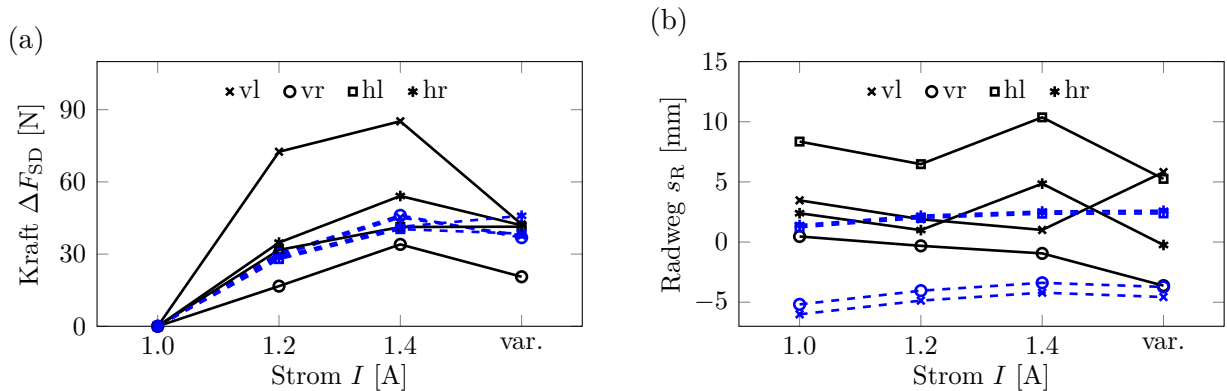 (a)
Kraft ΔF_SD [N]
90
60
30
0
vl vr hl hr
1.0 1.2 1.4 var.
Strom I [A]
(b)
Radweg s_R [mm]
15
10
5
0
−5
vl vr hl hr
1.0 1.2 1.4 var.
Strom I [A]